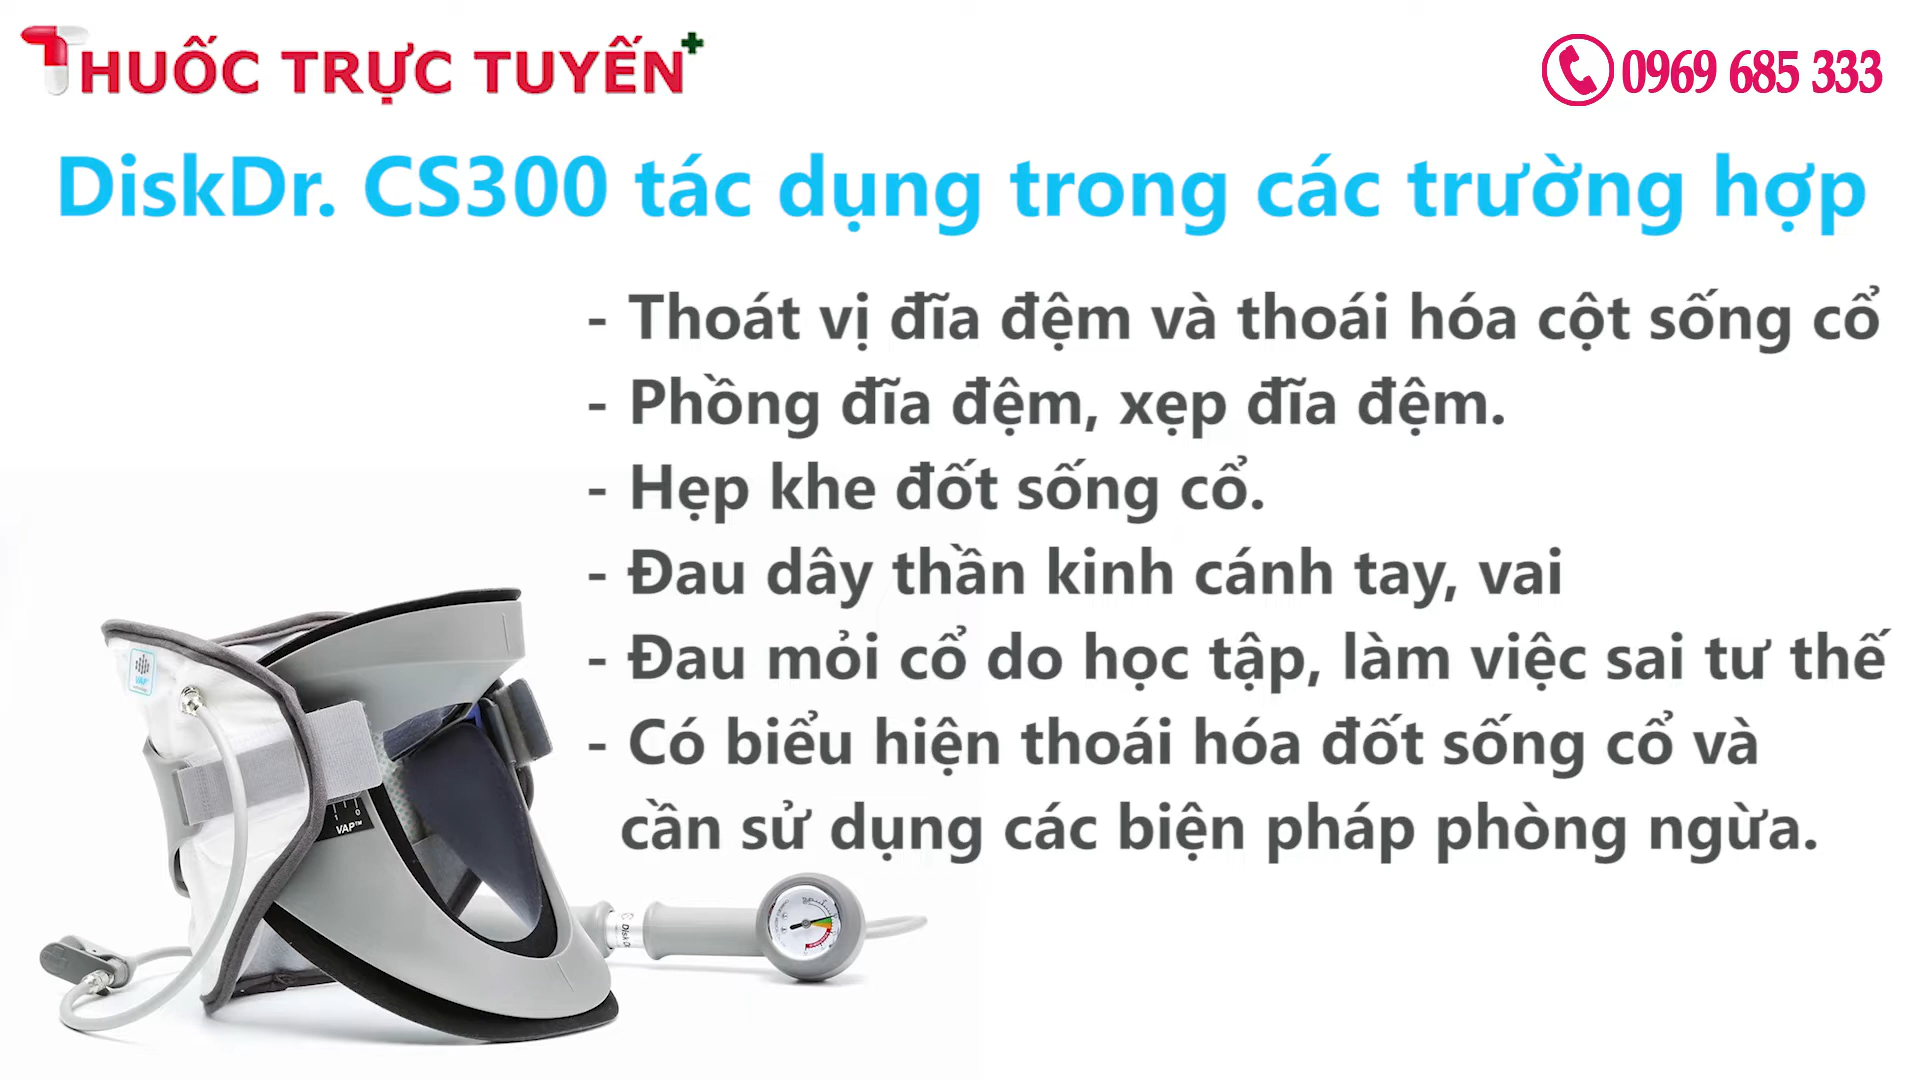 THUỐC TRỰC TUYẾN
0969 685 333
DiskDr. CS300 tác dụng trong các trường hợp
- Thoát vị đĩa đệm và thoái hóa cột sống cổ
- Phồng đĩa đệm, xẹp đĩa đệm.
- Hẹp khe đốt sống cổ.
- Đau dây thần kinh cánh tay, vai
- Đau mỏi cổ do học tập, làm việc sai tư thế
- Có biểu hiện thoái hóa đốt sống cổ và
cần sử dụng các biện pháp phòng ngừa.
VAP
1 0
VAP™